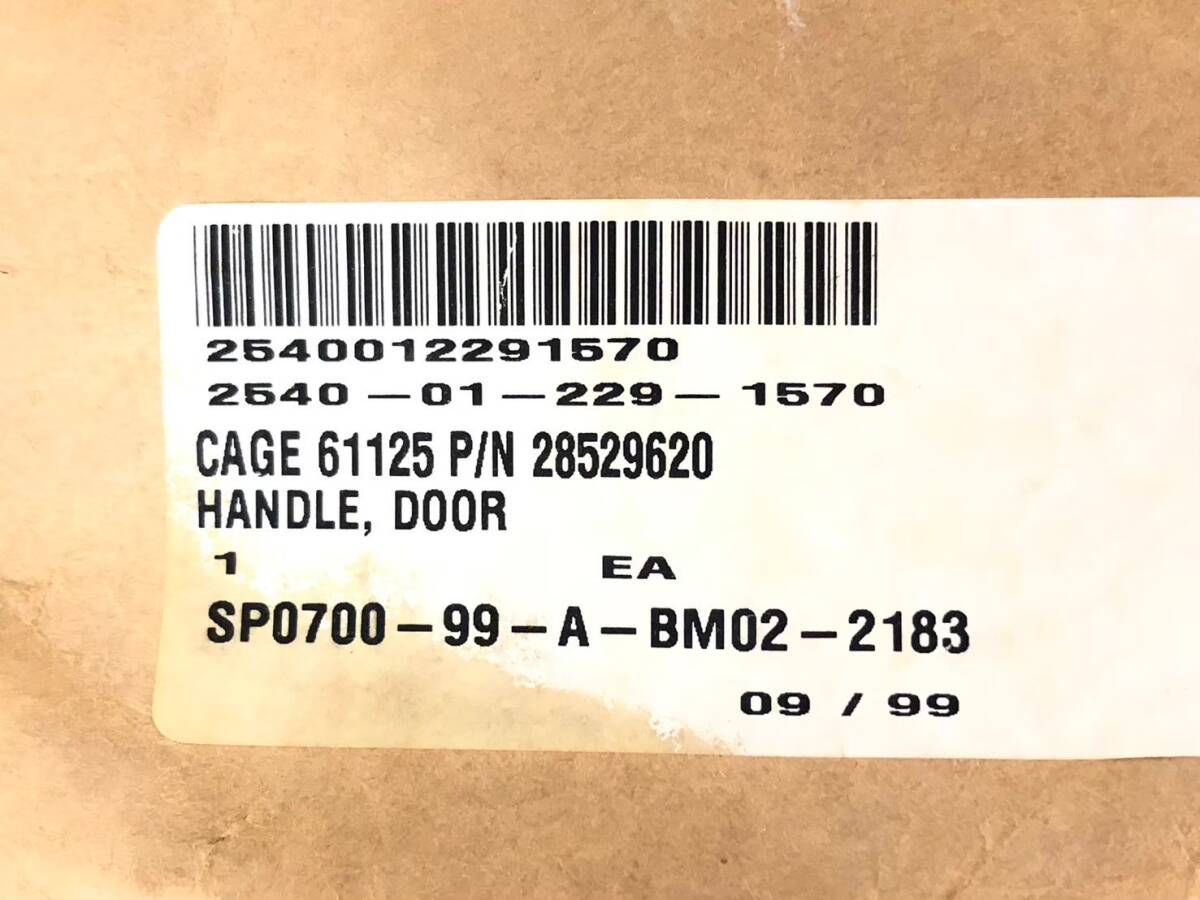 2540012291570
2540-01-229-1570
CAGE 61125 P/N 28529620
HANDLE, DOOR
1 EA
SP0700-99-A-BM02-2183
09 / 99